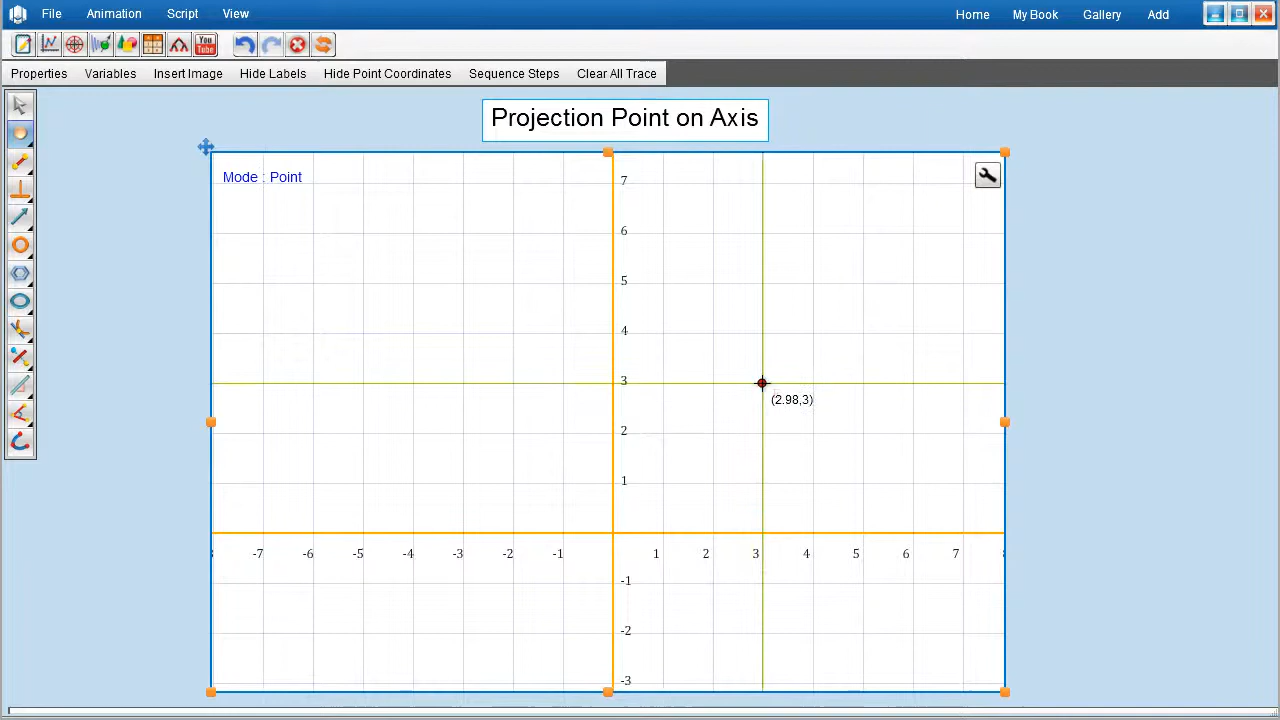 File Animation Script View Home My Book Gallery Add
You Tube
Properties Variables Insert Image Hide Labels Hide Point Coordinates Sequence Steps Clear All Trace
Projection Point on Axis
Mode : Point
7
6
5
4
3
(2.98,3)
2
1
-7 -6 -5 -4 -3 -2 -1 1 2 3 4 5 6 7
-1
-2
-3